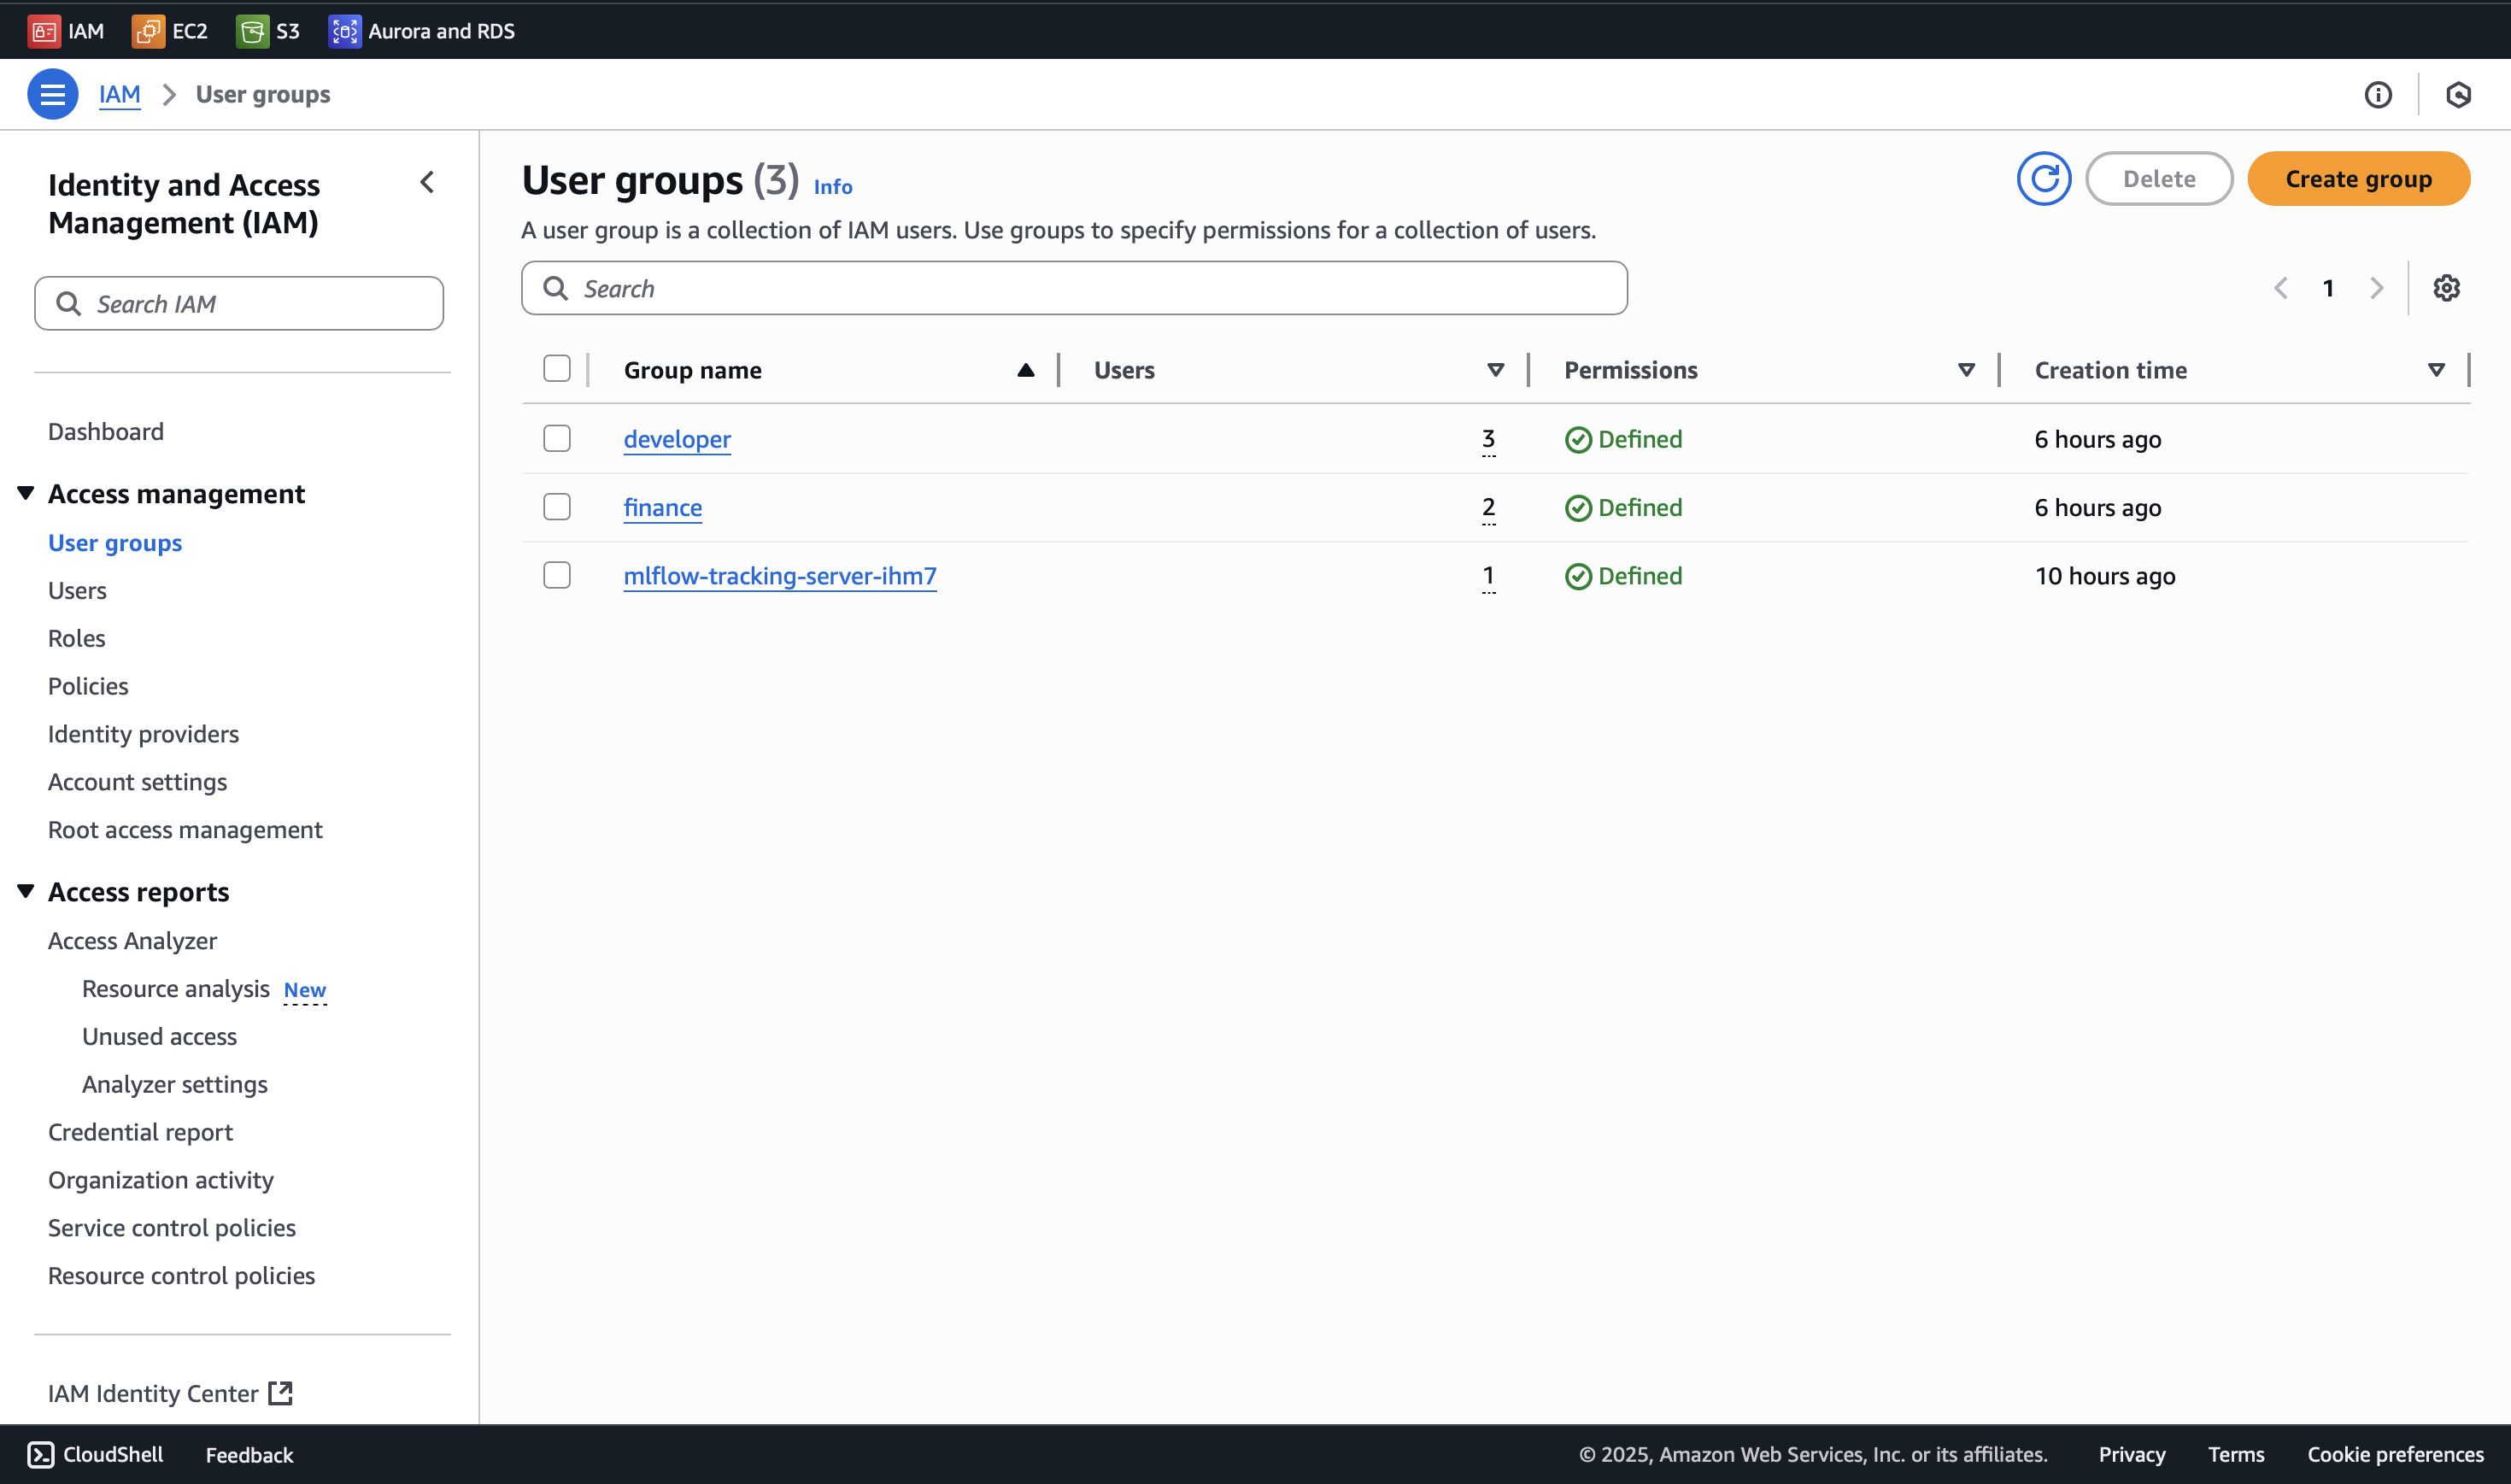 IAM EC2 S3 Aurora and RDS
IAM User groups
Identity and Access
Management (IAM)
Search IAM
Dashboard
Access management
User groups
Users
Roles
Policies
Identity providers
Account settings
Root access management
Access reports
Access Analyzer
Resource analysis New
Unused access
Analyzer settings
Credential report
Organization activity
Service control policies
Resource control policies
IAM Identity Center
User groups (3) Info
Delete Create group
A user group is a collection of IAM users. Use groups to specify permissions for a collection of users.
Search
1
Group name Users Permissions Creation time
developer 3 Defined 6 hours ago
finance 2 Defined 6 hours ago
mlflow-tracking-server-ihm7 1 Defined 10 hours ago
CloudShell Feedback © 2025, Amazon Web Services, Inc. or its affiliates. Privacy Terms Cookie preferences